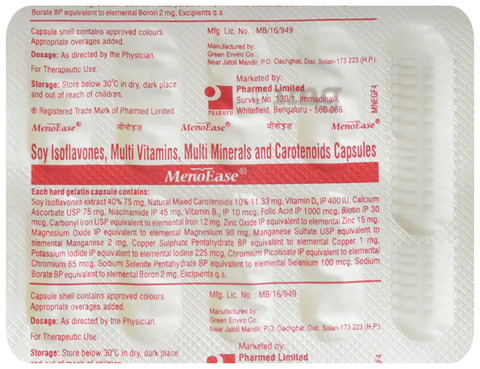 Borate BP equivalent to elemental Boron 2 mg, Excipients q.s.
Capsule shell contains approved colours.
Appropriate overages added.
Dosage: As directed by the Physician.
For Therapeutic Use.
Storage: Store below 30°C in dry, dark place
and out of reach of children.
® Registered Trade Mark of Pharmed Limited.
Mfg. Lic. No. : MB/16/949
Manufactured by:
Green Enviro Co.
Near Jatoli Mandir, P.O. Oachghat, Dist. Solan-173 223 (H.P.).
Marketed by:
Pharmed Limited
Survey No. 130/1, Immadihalli
Whitefield, Bengaluru - 560 066.
PHARMED
MNEGF4
MenoEase® मेनोइज़ MenoEase® मेनोइज़ MenoEase®
Soy Isoflavones, Multi Vitamins, Multi Minerals and Carotenoids Capsules
MenoEase®
Each hard gelatin capsule contains:
Soy Isoflavones extract 40% 75 mg, Natural Mixed Carotenoids 10% 11.33 mg, Vitamin D₃ IP 400 IU, Calcium
Ascorbate USP 75 mg, Niacinamide IP 45 mg, Vitamin B₁₂ IP 10 mcg, Folic Acid IP 1000 mcg, Biotin IP 30
mcg, Carbonyl Iron USP equivalent to elemental Iron 12 mg, Zinc Oxide IP equivalent to elemental Zinc 15 mg,
Magnesium Oxide IP equivalent to elemental Magnesium 90 mg, Manganese Sulfate USP equivalent to
elemental Manganese 2 mg, Copper Sulphate Pentahydrate BP equivalent to elemental Copper 1 mg,
Potassium Iodide IP equivalent to elemental Iodine 225 mcg, Chromium Picolinate IP equivalent to elemental
Chromium 65 mcg, Sodium Selenite Pentahydrate BP equivalent to elemental Selenium 100 mcg, Sodium
Borate BP equivalent to elemental Boron 2 mg, Excipients q.s.
Capsule shell contains approved colours.
Appropriate overages added.
Dosage: As directed by the Physician.
For Therapeutic Use.
Storage: Store below 30°C in dry, dark place
and out of reach of children.
Mfg. Lic. No. : MB/16/949
Manufactured by:
Green Enviro Co.
Near Jatoli Mandir, P.O. Oachghat, Dist. Solan-173 223 (H.P.)
Marketed by:
Pharmed Limited